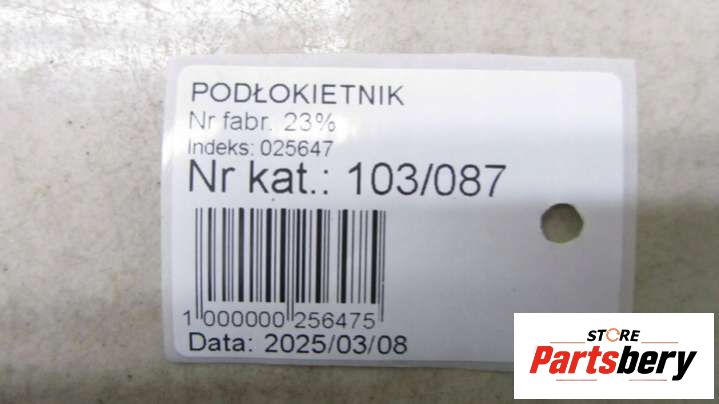 PODŁOKIETNIK
Nr fabr. 23%
Indeks: 025647
Nr kat.: 103/087
1 000000 256475
Data: 2025/03/08
STORE
Partsbery